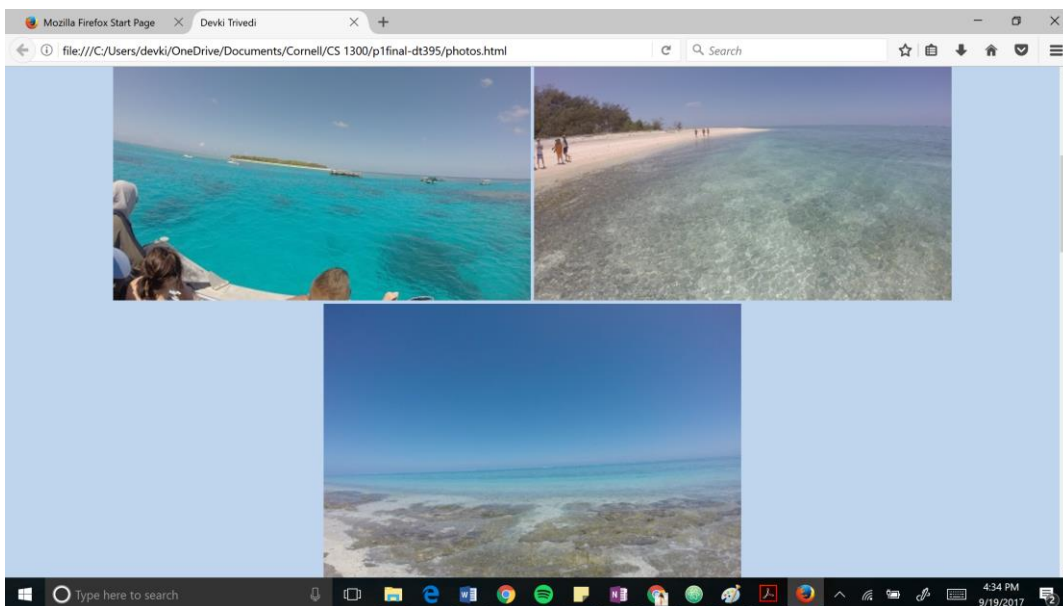 Mozilla Firefox Start Page
Devki Trivedi
file:///C:/Users/devki/OneDrive/Documents/Cornell/CS 1300/p1final-dt395/photos.html
Search
Type here to search
4:34 PM
9/19/2017